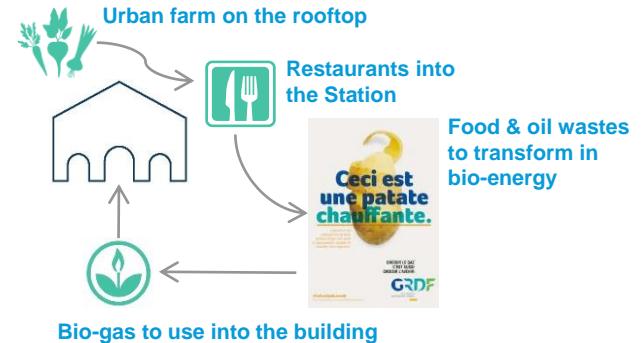 Urban farm on the rooftop
Restaurants into
the Station
Food & oil wastes
to transform in
bio-energy
Ceci est
une patate
chauffante.
GRDF
Bio-gas to use into the building